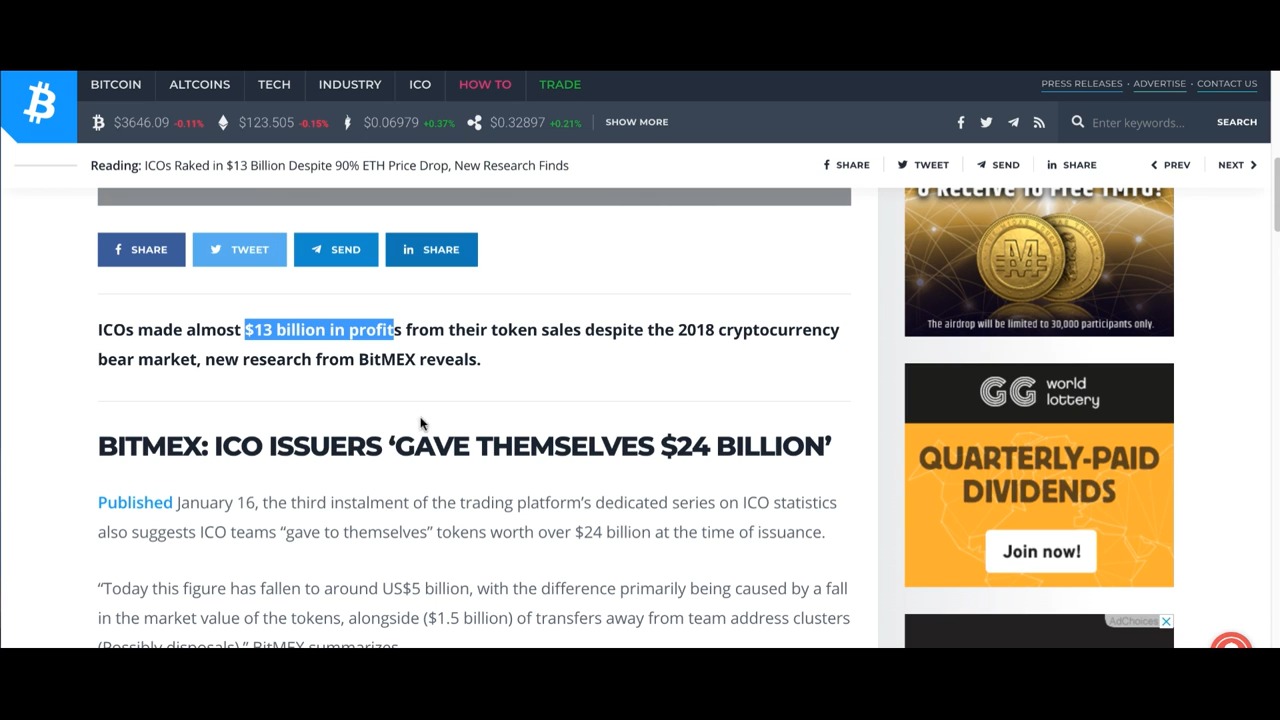 BITCOIN ALTCOINS TECH INDUSTRY ICO HOW TO TRADE
PRESS RELEASES · ADVERTISE · CONTACT US
$3646.09 -0.11% $123.505 -0.15% $0.06979 +0.37% $0.32897 +0.21% SHOW MORE
Enter keywords... SEARCH
Reading: ICOs Raked in $13 Billion Despite 90% ETH Price Drop, New Research Finds
SHARE TWEET SEND SHARE PREV NEXT
SHARE TWEET SEND SHARE
ICOs made almost $13 billion in profits from their token sales despite the 2018 cryptocurrency
bear market, new research from BitMEX reveals.
BITMEX: ICO ISSUERS ‘GAVE THEMSELVES $24 BILLION’
Published January 16, the third instalment of the trading platform’s dedicated series on ICO statistics
also suggests ICO teams “gave to themselves” tokens worth over $24 billion at the time of issuance.
“Today this figure has fallen to around US$5 billion, with the difference primarily being caused by a fall
in the market value of the tokens, alongside ($1.5 billion) of transfers away from team address clusters
(Possibly disposals),” BitMEX summarizes.
The airdrop will be limited to 30,000 participants only.
GG world
lottery
QUARTERLY-PAID
DIVIDENDS
Join now!
AdChoices